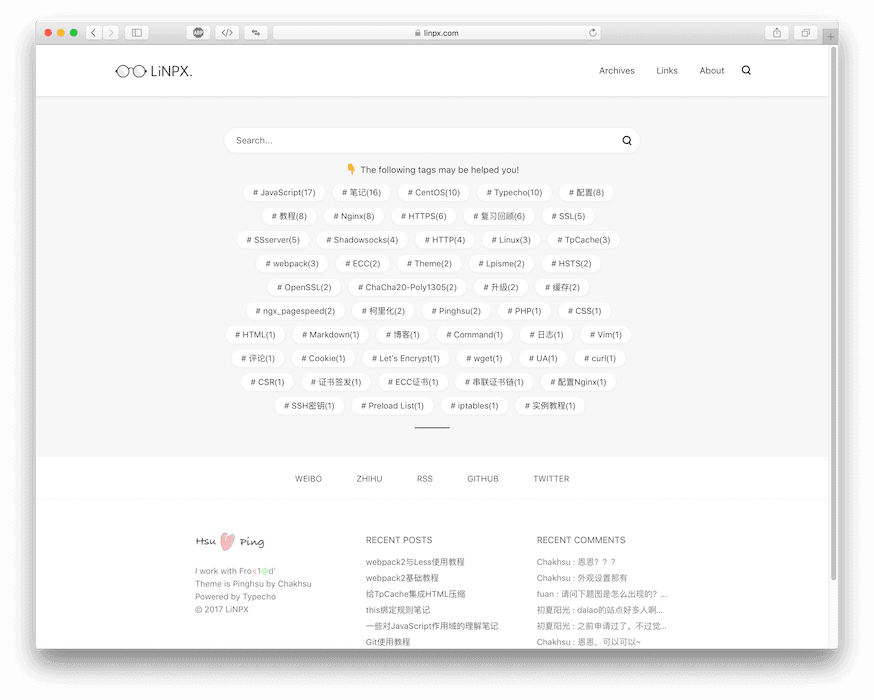 ABP
linpx.com
LiNPX.
Archives Links About
Search...
👇 The following tags may be helped you!
# JavaScript(17) # 笔记(16) # CentOS(10) # Typecho(10) # 配置(8)
# 教程(8) # Nginx(8) # HTTPS(6) # 复习回顾(6) # SSL(5)
# SSserver(5) # Shadowsocks(4) # HTTP(4) # Linux(3) # TpCache(3)
# webpack(3) # ECC(2) # Theme(2) # Lpisme(2) # HSTS(2)
# OpenSSL(2) # ChaCha20-Poly1305(2) # 升级(2) # 缓存(2)
# ngx_pagespeed(2) # 柯里化(2) # Pinghsu(2) # PHP(1) # CSS(1)
# HTML(1) # Markdown(1) # 博客(1) # Command(1) # 日志(1) # Vim(1)
# 评论(1) # Cookie(1) # Let's Encrypt(1) # wget(1) # UA(1) # curl(1)
# CSR(1) # 证书签发(1) # ECC证书(1) # 串联证书链(1) # 配置Nginx(1)
# SSH密钥(1) # Preload List(1) # iptables(1) # 实例教程(1)
WEIBO ZHIHU RSS GITHUB TWITTER
Hsu Ping
I work with Fro<1@d'
Theme is Pinghsu by Chakhsu
Powered by Typecho
© 2017 LiNPX
RECENT POSTS
webpack2与Less使用教程
webpack2基础教程
给TpCache集成HTML压缩
this绑定规则笔记
一些对JavaScript作用域的理解笔记
Git使用教程
RECENT COMMENTS
Chakhsu : 恩恩？？？
Chakhsu : 外观设置那有
fuan : 请问下题图是怎么出现的？...
初夏阳光 : dalao的站点好多人啊...
初夏阳光 : 之前申请过了。不过觉...
Chakhsu : 恩恩，可以可以~